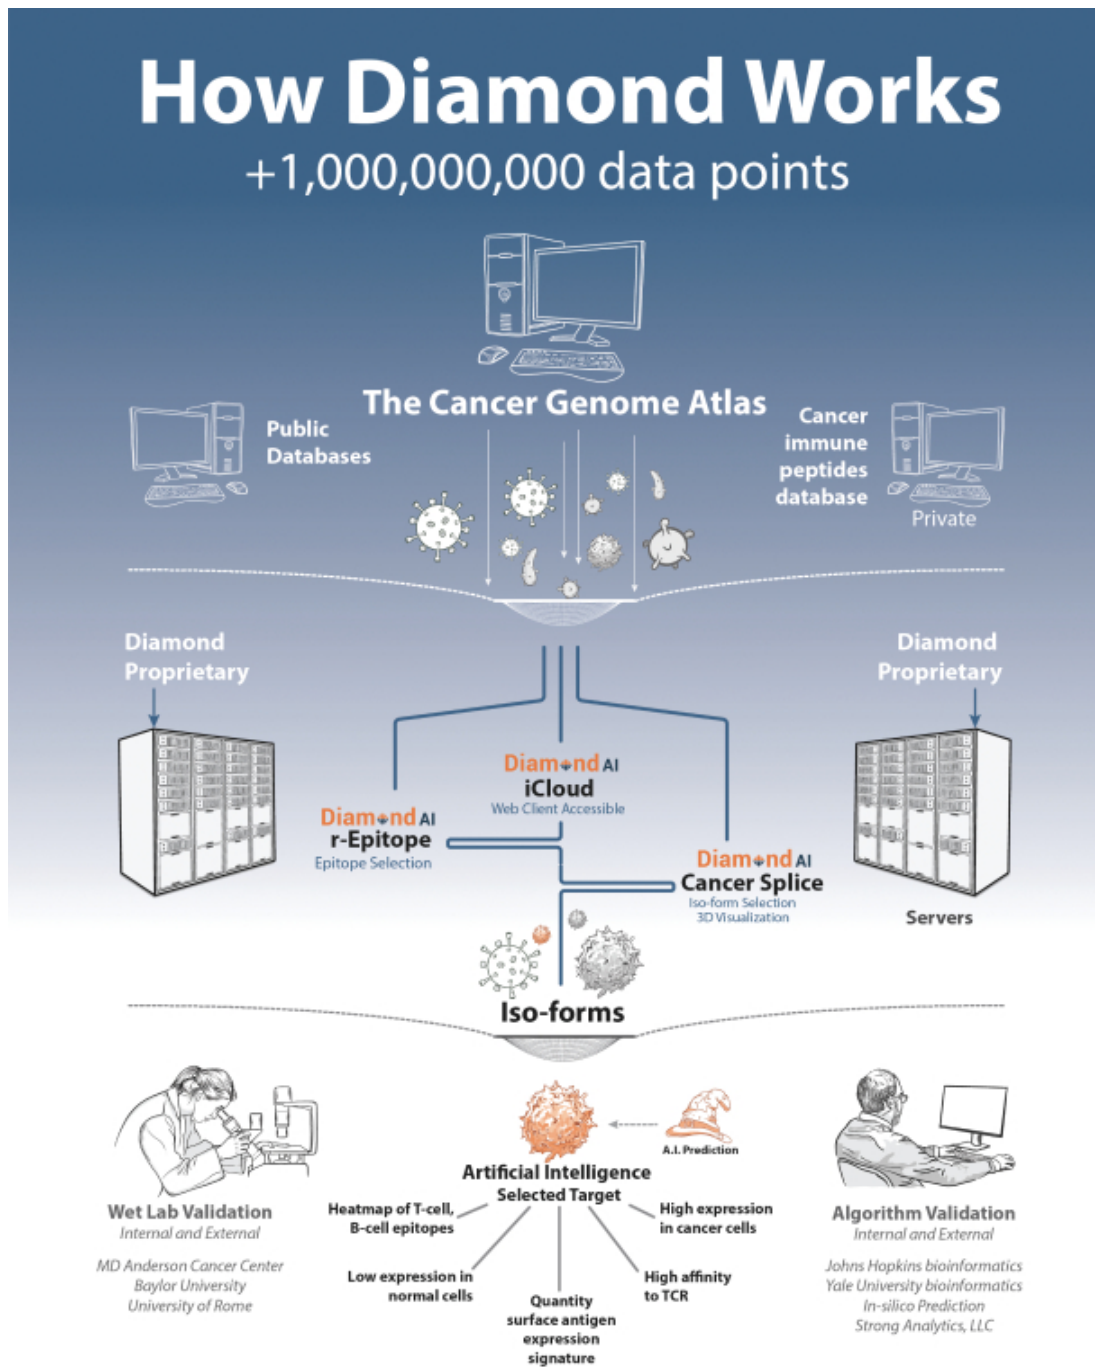 How Diamond Works
+1,000,000,000 data points
The Cancer Genome Atlas
Public
Databases
Cancer
immune
peptides
database
Private
Diamond
Proprietary
Diamond
Proprietary
Diamond AI
iCloud
Web Client Accessible
Diamond AI
r-Epitope
Epitope Selection
Diamond AI
Cancer Splice
Iso-form Selection
3D Visualization
Servers
Iso-forms
A.I. Prediction
Artificial Intelligence
Selected Target
Heatmap of T-cell,
B-cell epitopes
Low expression in
normal cells
Quantity
surface antigen
expression
signature
High affinity
to TCR
High expression
in cancer cells
Wet Lab Validation
Internal and External
MD Anderson Cancer Center
Baylor University
University of Rome
Algorithm Validation
Internal and External
Johns Hopkins bioinformatics
Yale University bioinformatics
In-silico Prediction
Strong Analytics, LLC